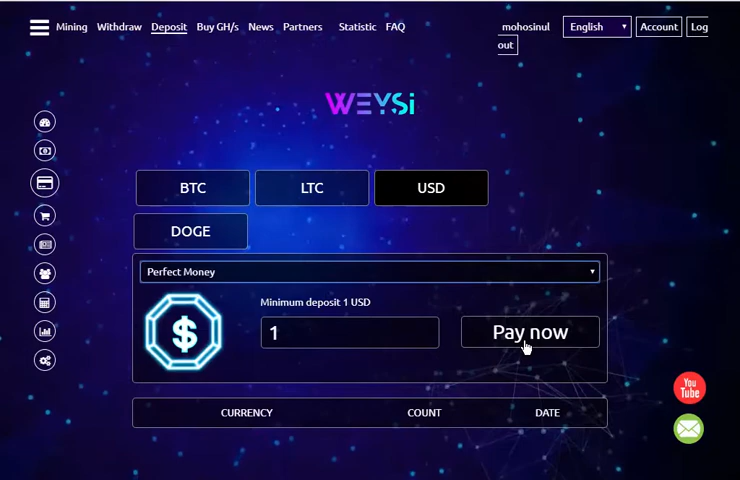 Mining Withdraw Deposit Buy GH/s News Partners Statistic FAQ mohosinul English Account Log
out
WEYSi
BTC LTC USD
DOGE
Perfect Money
Minimum deposit 1 USD
$ 1 Pay now
You
Tube
CURRENCY COUNT DATE